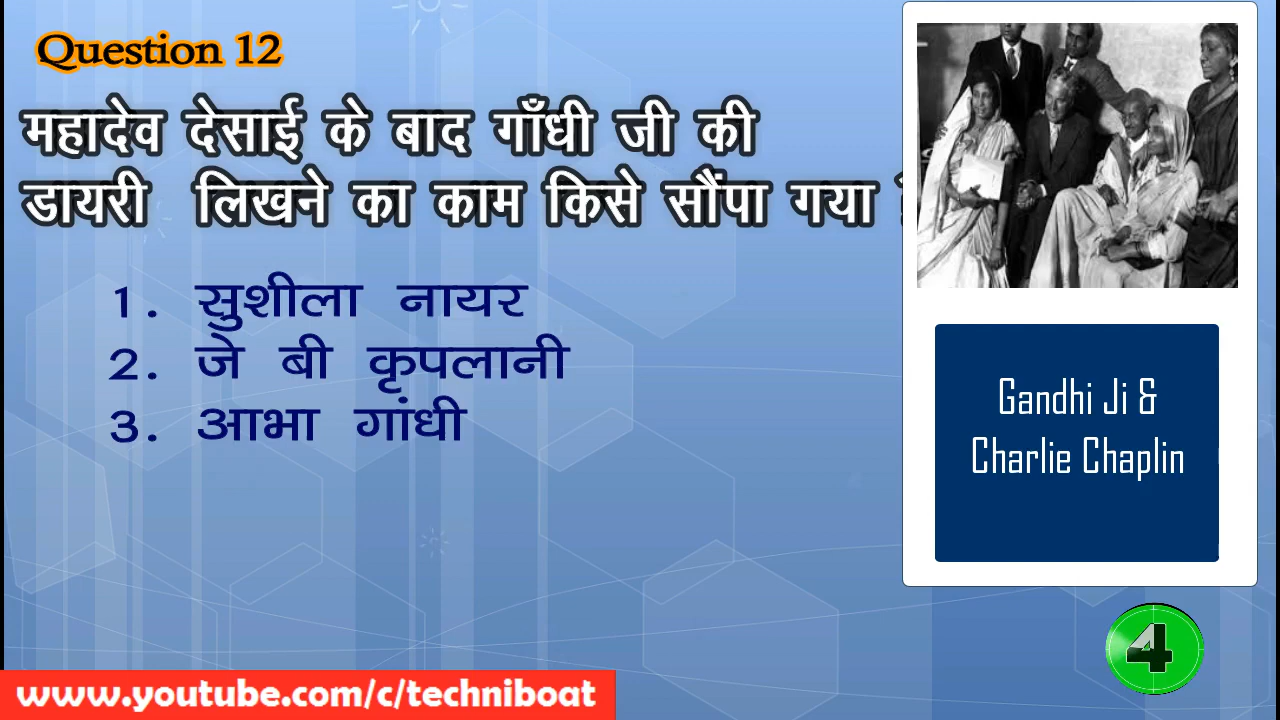 Question 12
महादेव देसाई के बाद गाँधी जी की
डायरी लिखने का काम किसे सौंपा गया
1. सुशीला नायर
2. जे बी कृपलानी
3. आभा गांधी
Gandhi Ji &
Charlie Chaplin
4
www.youtube.com/c/techniboat